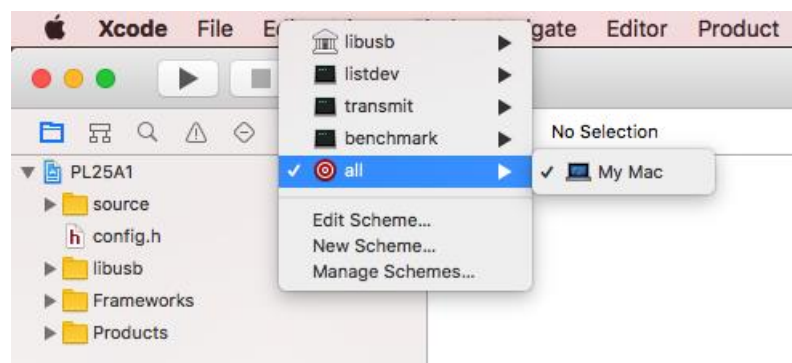 Xcode File E gate Editor Product
libusb
listdev
transmit
benchmark
all
My Mac
Edit Scheme...
New Scheme...
Manage Schemes...
No Selection
PL25A1
source
h config.h
libusb
Frameworks
Products